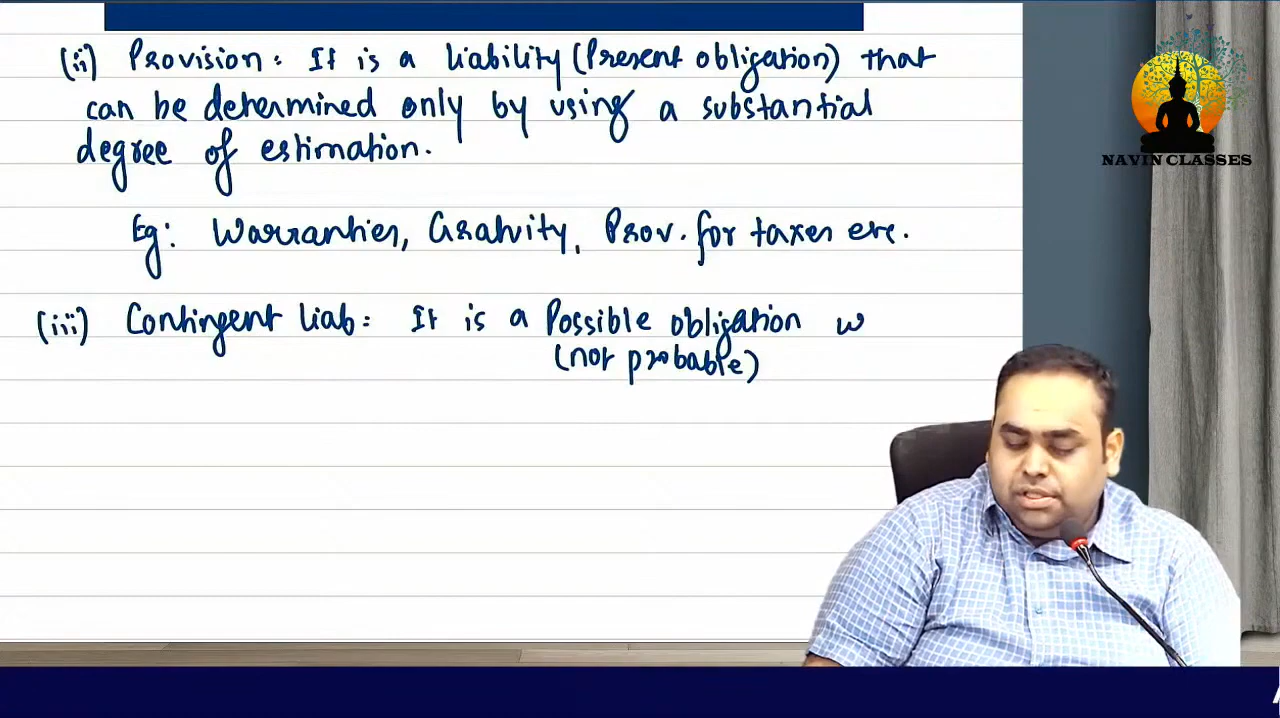 (ii) Provision: It is a liability (Present obligation) that
can be determined only by using a substantial
degree of estimation.
Eg: Warranties, Gratuity, Prov. for taxes etc.
(iii) Contingent liab: It is a Possible obligation w
(not probable)
NAVIN CLASSES